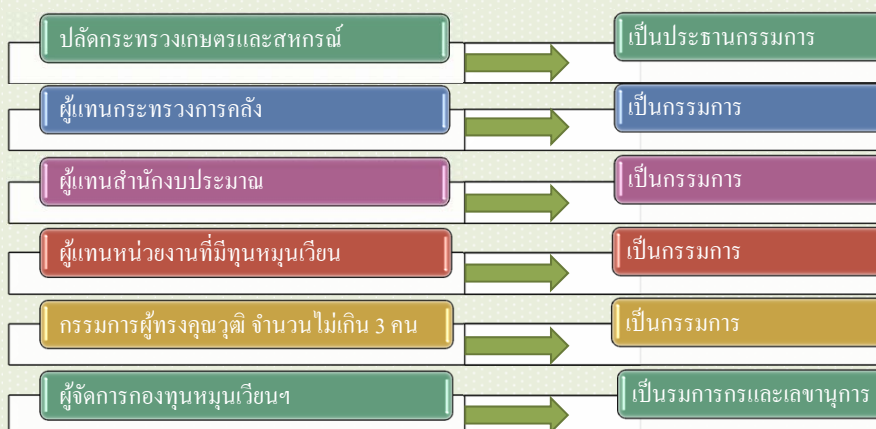 ปลัดกระทรวงเกษตรและสหกรณ์ เป็นประธานกรรมการ
ผู้แทนกระทรวงการคลัง เป็นกรรมการ
ผู้แทนสำนักงบประมาณ เป็นกรรมการ
ผู้แทนหน่วยงานที่มีทุนหมุนเวียน เป็นกรรมการ
กรรมการผู้ทรงคุณวุฒิ จำนวนไม่เกิน 3 คน เป็นกรรมการ
ผู้จัดการกองทุนหมุนเวียนฯ เป็นรมการกรและเลขานุการ